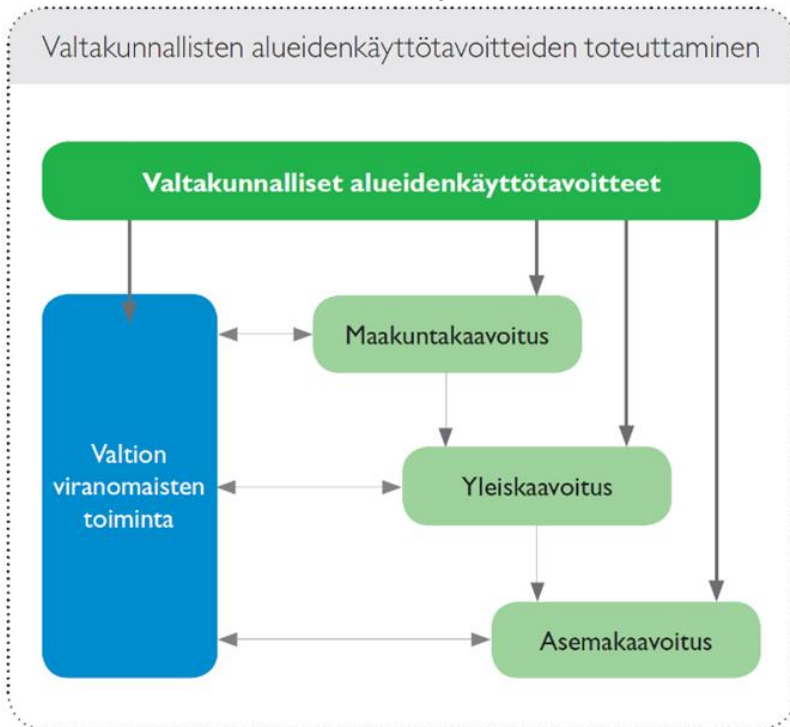 Valtakunnallisten alueidenkäyttötavoitteiden toteuttaminen
Valtakunnalliset alueidenkäyttötavoitteet
Maakuntakaavoitus
Valtion
viranomaisten
toiminta
Yleiskaavoitus
Asemakaavoitus